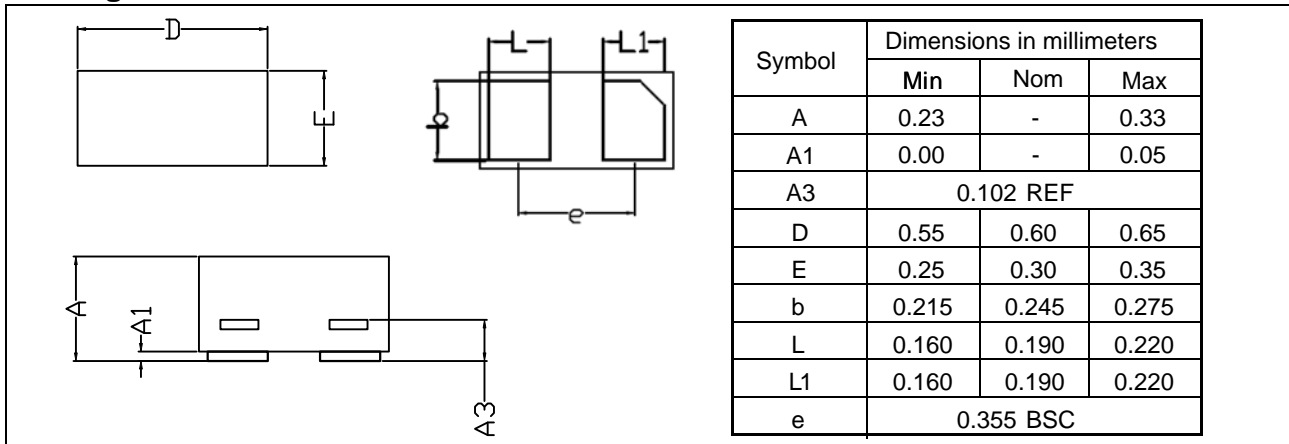 D
E
L
L1
b
e
A
A1
A3
Symbol
Dimensions in millimeters
Min Nom Max
A 0.23 - 0.33
A1 0.00 - 0.05
A3 0.102 REF
D 0.55 0.60 0.65
E 0.25 0.30 0.35
b 0.215 0.245 0.275
L 0.160 0.190 0.220
L1 0.160 0.190 0.220
e 0.355 BSC